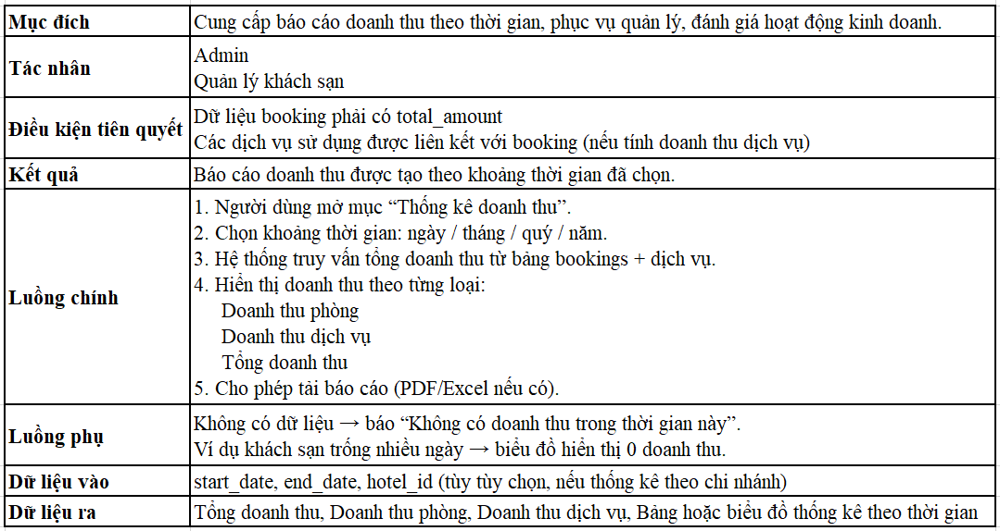 Mục đích
Cung cấp báo cáo doanh thu theo thời gian, phục vụ quản lý, đánh giá hoạt động kinh doanh.
Tác nhân
Admin
Quản lý khách sạn
Điều kiện tiên quyết
Dữ liệu booking phải có total_amount
Các dịch vụ sử dụng được liên kết với booking (nếu tính doanh thu dịch vụ)
Kết quả
Báo cáo doanh thu được tạo theo khoảng thời gian đã chọn.
Luồng chính
1. Người dùng mở mục “Thống kê doanh thu”.
2. Chọn khoảng thời gian: ngày / tháng / quý / năm.
3. Hệ thống truy vấn tổng doanh thu từ bảng bookings + dịch vụ.
4. Hiển thị doanh thu theo từng loại:
Doanh thu phòng
Doanh thu dịch vụ
Tổng doanh thu
5. Cho phép tải báo cáo (PDF/Excel nếu có).
Luồng phụ
Không có dữ liệu → báo “Không có doanh thu trong thời gian này”.
Ví dụ khách sạn trống nhiều ngày → biểu đồ hiển thị 0 doanh thu.
Dữ liệu vào
start_date, end_date, hotel_id (tùy tùy chọn, nếu thống kê theo chi nhánh)
Dữ liệu ra
Tổng doanh thu, Doanh thu phòng, Doanh thu dịch vụ, Bảng hoặc biểu đồ thống kê theo thời gian